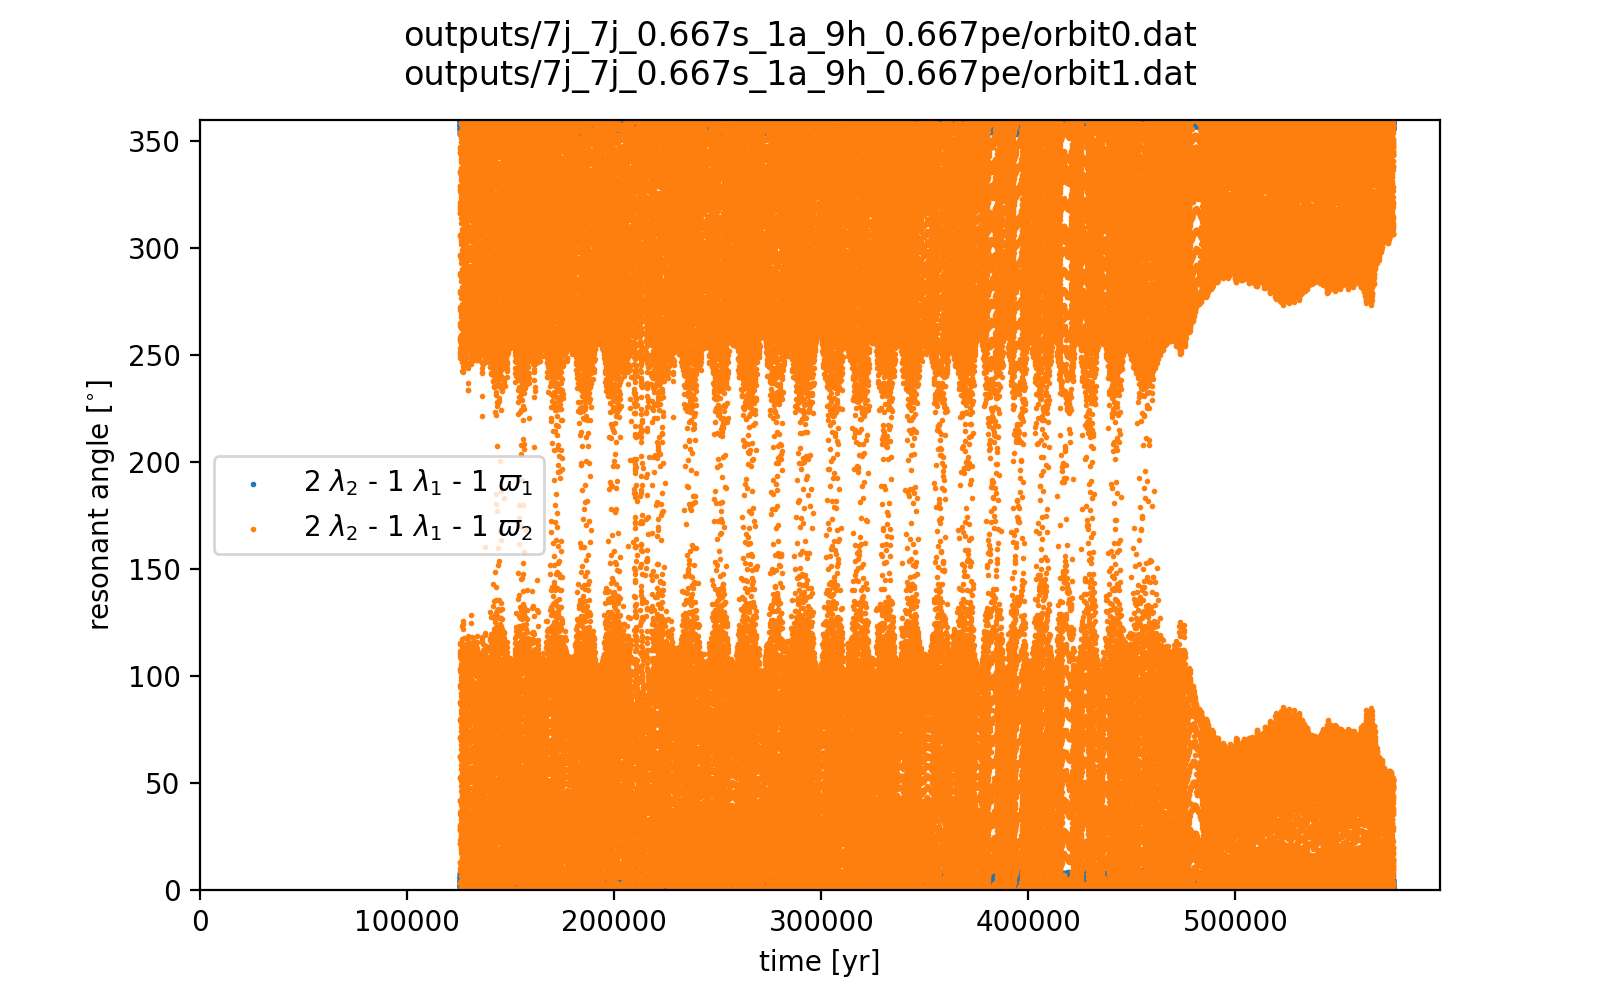 outputs/7j_7j_0.667s_1a_9h_0.667pe/orbit0.dat
outputs/7j_7j_0.667s_1a_9h_0.667pe/orbit1.dat
350
300
250
200
150
100
50
0
resonant angle [°]
2 λ₂ - 1 λ₁ - 1 ϖ₁
2 λ₂ - 1 λ₁ - 1 ϖ₂
0 100000 200000 300000 400000 500000
time [yr]